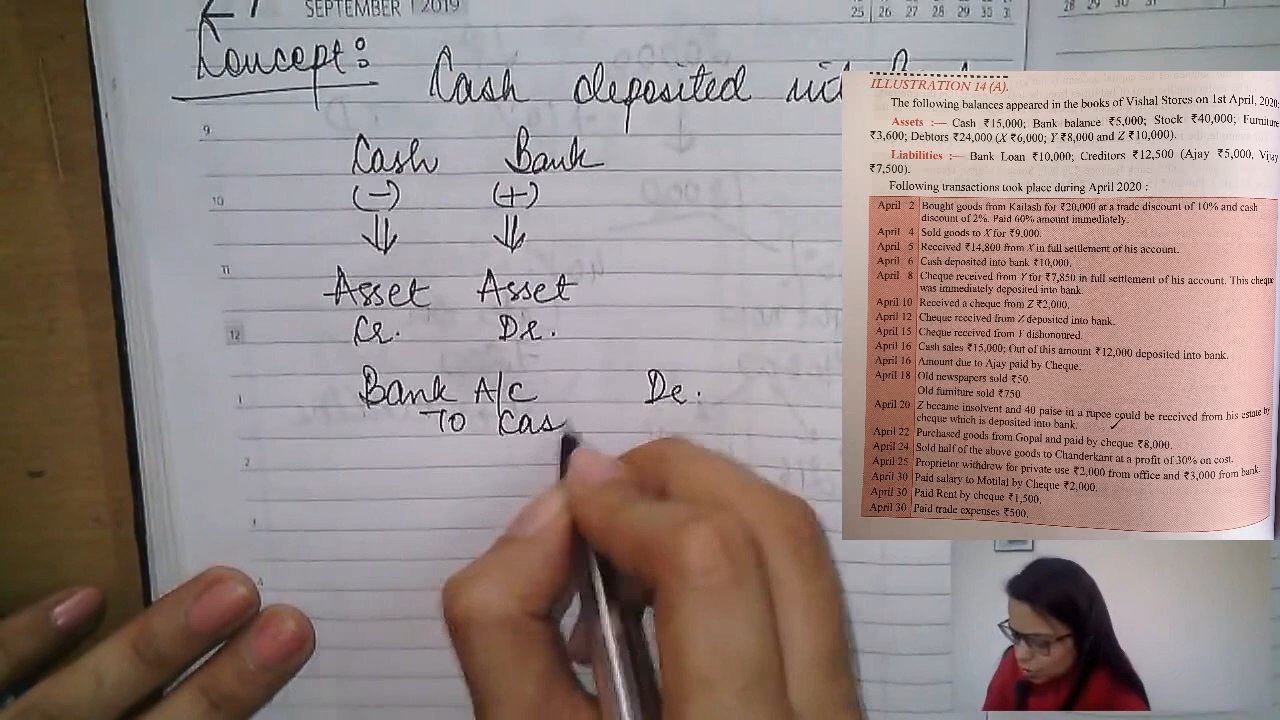 SEPTEMBER 2019
25 26 27 28 29 30 31
28 29 30 31
Concept:
Cash deposited
9
Cash Bank
(-) (+)
10
11
Asset Asset
12
Cr. Dr.
1
Bank A/C Dr.
To Cas
2
3
4
ILLUSTRATION 14 (A).
The following balances appeared in the books of Vishal Stores on 1st April, 2020
Assets :— Cash ₹15,000; Bank balance ₹5,000; Stock ₹40,000; Furniture
₹3,600; Debtors ₹24,000 (X ₹6,000; Y ₹8,000 and Z ₹10,000).
Liabilities :— Bank Loan ₹10,000; Creditors ₹12,500 (Ajay ₹5,000, Vijay
₹7,500).
Following transactions took place during April 2020 :
April 2 Bought goods from Kailash for ₹20,000 at a trade discount of 10% and cash
discount of 2%. Paid 60% amount immediately.
April 4 Sold goods to X for ₹9,000.
April 5 Received ₹14,800 from X in full settlement of his account.
April 6 Cash deposited into bank ₹10,000.
April 8 Cheque received from Y for ₹7,850 in full settlement of his account. This cheque
was immediately deposited into bank.
April 10 Received a cheque from Z ₹2,000.
April 12 Cheque received from Z deposited into bank.
April 15 Cheque received from Y dishonoured.
April 16 Cash sales ₹15,000; Out of this amount ₹12,000 deposited into bank.
April 16 Amount due to Ajay paid by Cheque.
April 18 Old newspapers sold ₹50.
Old furniture sold ₹750
April 20 Z became insolvent and 40 paise in a rupee could be received from his estate by
cheque which is deposited into bank.
April 22 Purchased goods from Gopal and paid by cheque ₹8,000.
April 24 Sold half of the above goods to Chanderkant at a profit of 30% on cost.
April 25 Proprietor withdrew for private use ₹2,000 from office and ₹3,000 from bank.
April 30 Paid salary to Motilal by Cheque ₹2,000.
April 30 Paid Rent by cheque ₹1,500.
April 30 Paid trade expenses ₹500.